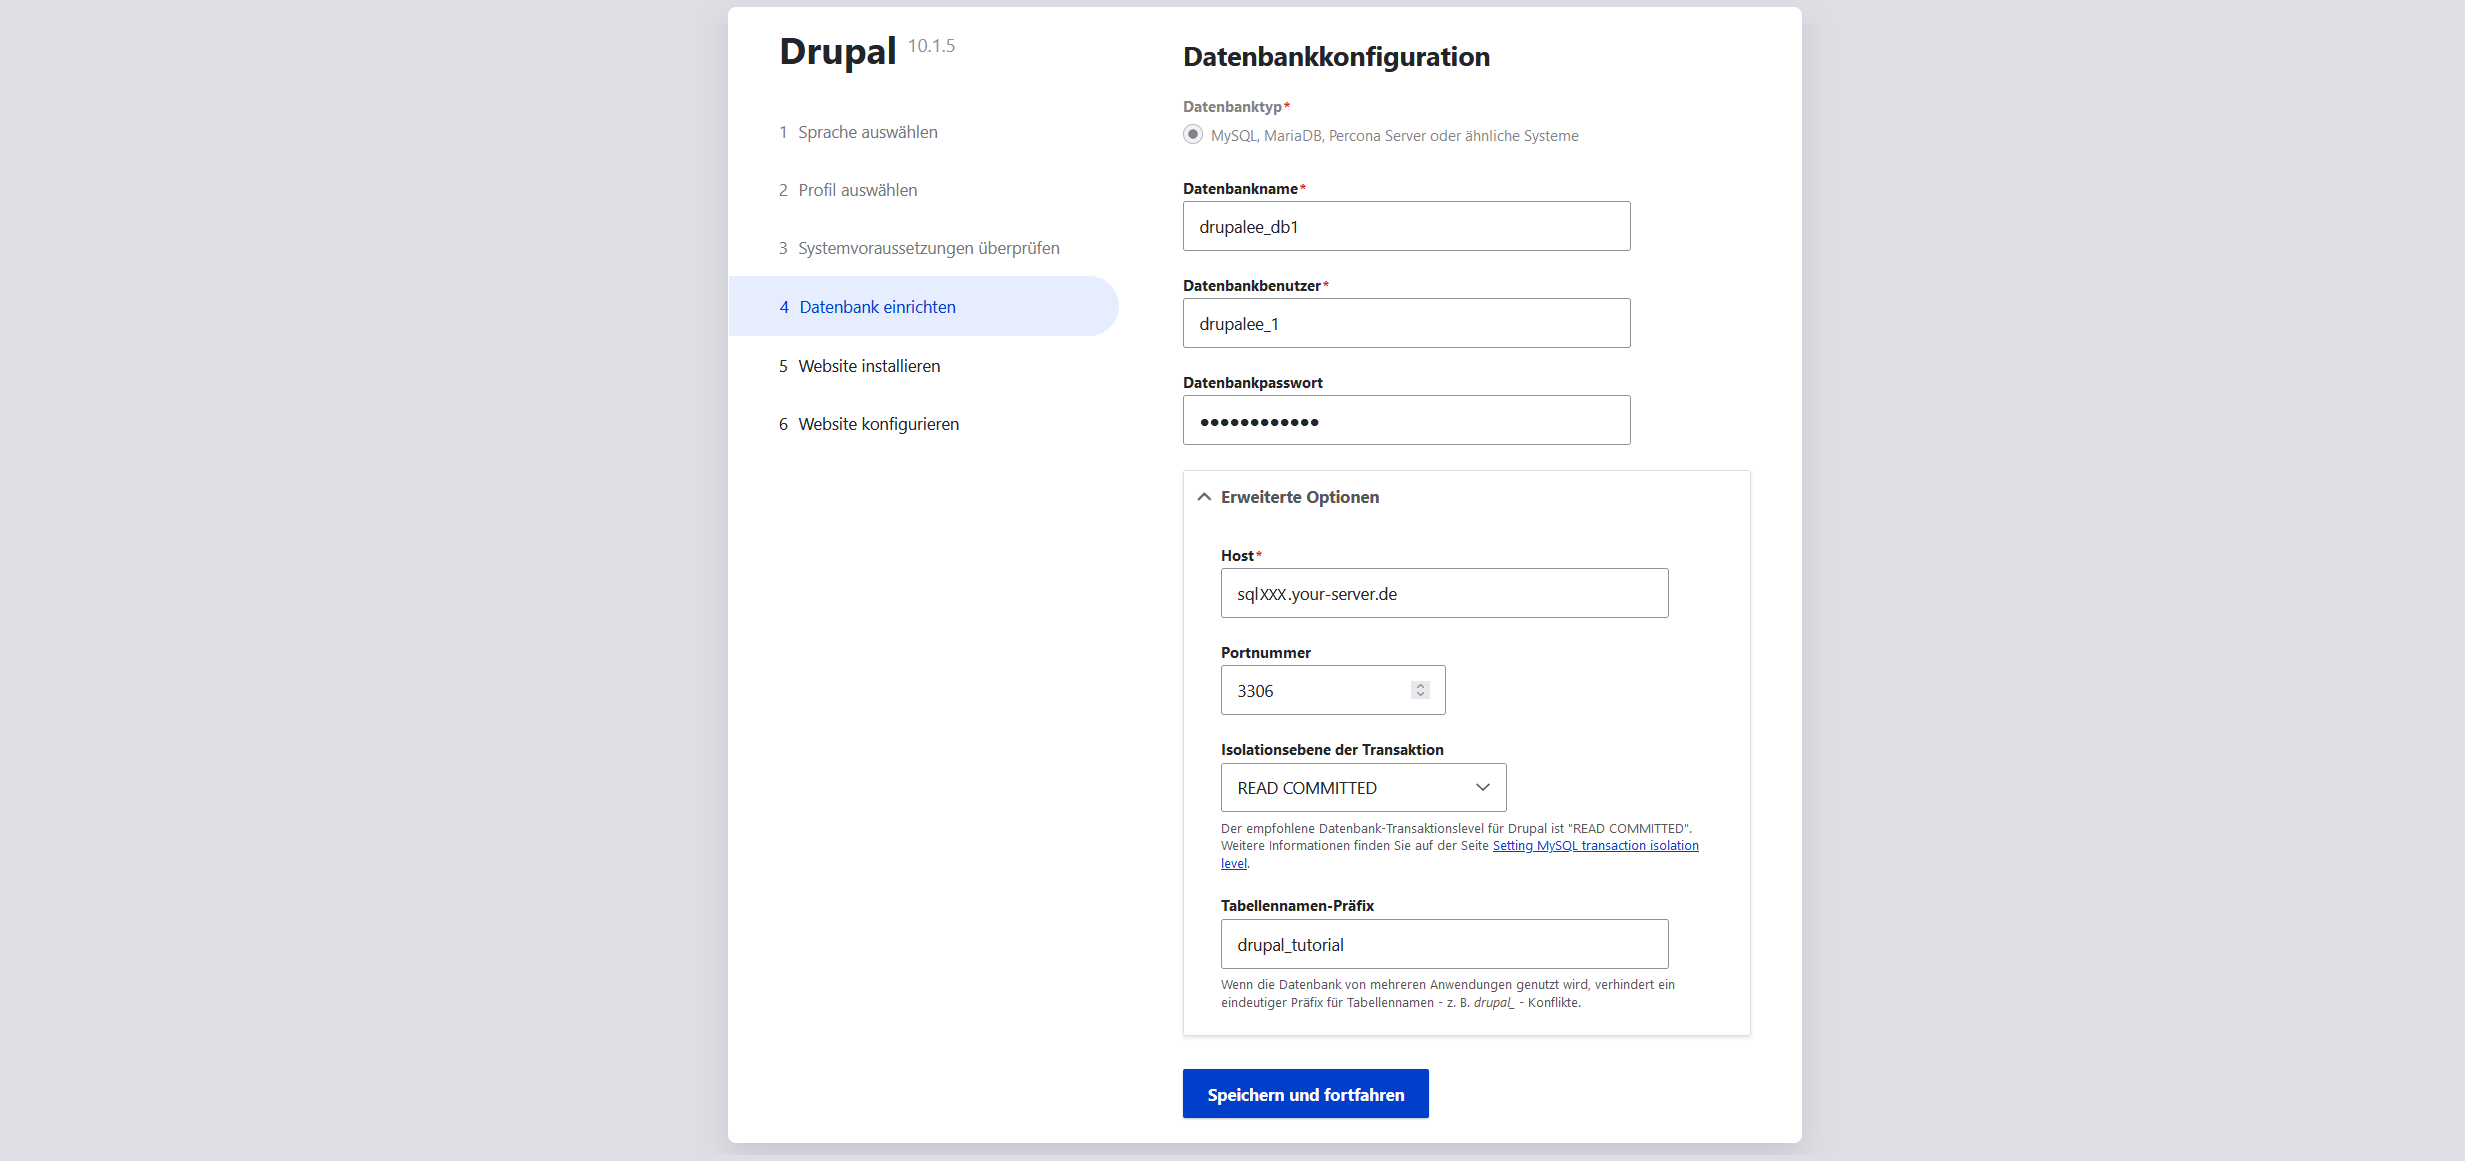 Drupal 10.1.5
1 Sprache auswählen
2 Profil auswählen
3 Systemvoraussetzungen überprüfen
4 Datenbank einrichten
5 Website installieren
6 Website konfigurieren
Datenbankkonfiguration
Datenbanktyp*
MySQL, MariaDB, Percona Server oder ähnliche Systeme
Datenbankname*
drupalee_db1
Datenbankbenutzer*
drupalee_1
Datenbankpasswort
••••••••••••
Erweiterte Optionen
Host*
sqlXXX.your-server.de
Portnummer
3306
Isolationsebene der Transaktion
READ COMMITTED
Der empfohlene Datenbank-Transaktionslevel für Drupal ist "READ COMMITTED".
Weitere Informationen finden Sie auf der Seite Setting MySQL transaction isolation
level.
Tabellennamen-Präfix
drupal_tutorial
Wenn die Datenbank von mehreren Anwendungen genutzt wird, verhindert ein
eindeutiger Präfix für Tabellennamen - z. B. drupal_ - Konflikte.
Speichern und fortfahren